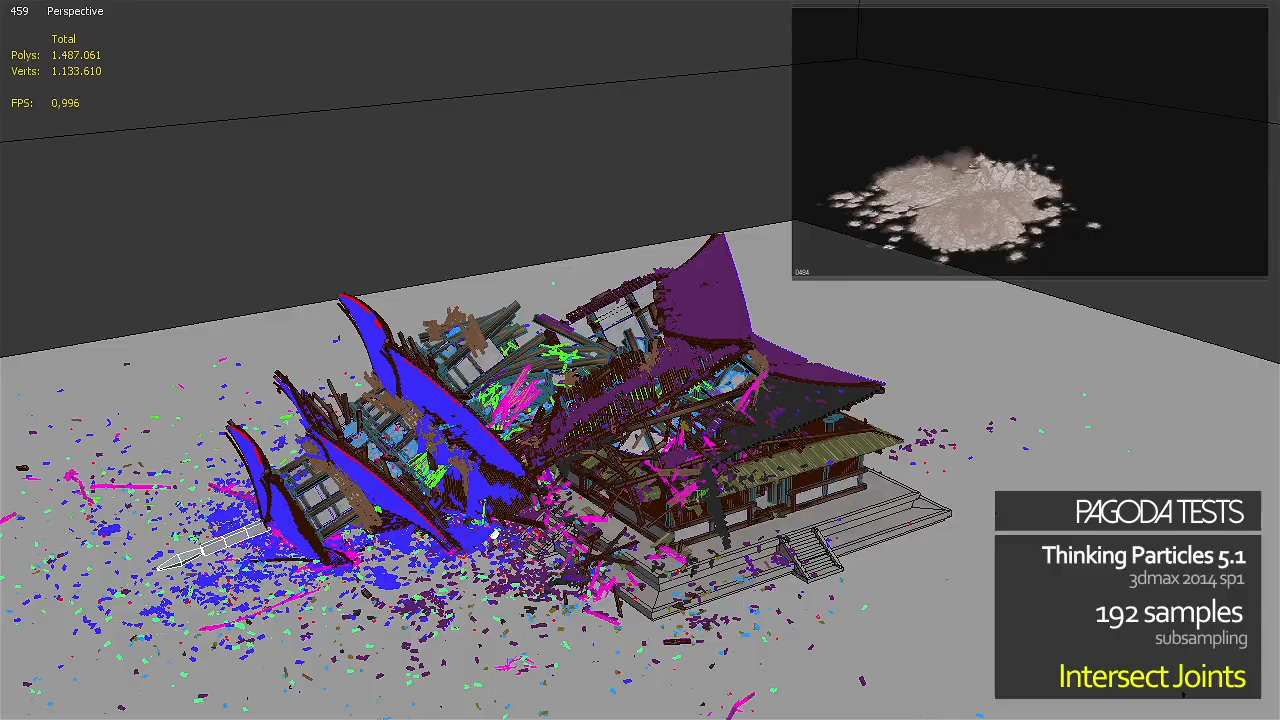 459 Perspective
Total
Polys: 1.487.061
Verts: 1.133.610
FPS: 0,996
0484
PAGODA TESTS
Thinking Particles 5.1
3dmax 2014 sp1
192 samples
subsampling
Intersect Joints